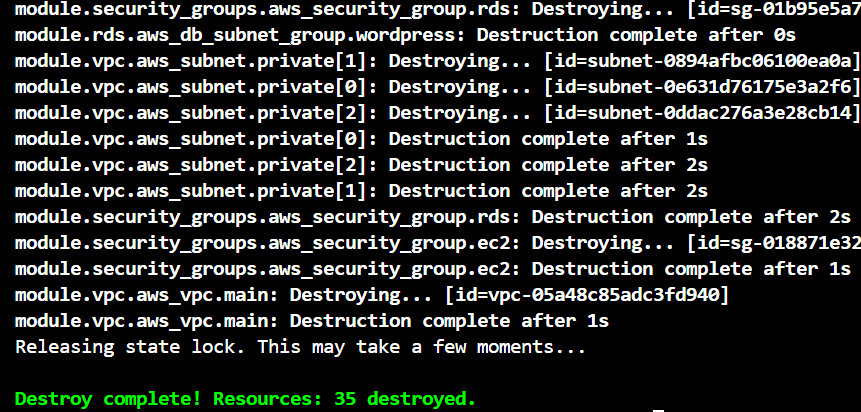 module.security_groups.aws_security_group.rds: Destroying... [id=sg-01b95e5a7
module.rds.aws_db_subnet_group.wordpress: Destruction complete after 0s
module.vpc.aws_subnet.private[1]: Destroying... [id=subnet-0894afbc06100ea0a]
module.vpc.aws_subnet.private[0]: Destroying... [id=subnet-0e631d76175e3a2f6]
module.vpc.aws_subnet.private[2]: Destroying... [id=subnet-0ddac276a3e28cb14]
module.vpc.aws_subnet.private[0]: Destruction complete after 1s
module.vpc.aws_subnet.private[2]: Destruction complete after 2s
module.vpc.aws_subnet.private[1]: Destruction complete after 2s
module.security_groups.aws_security_group.rds: Destruction complete after 2s
module.security_groups.aws_security_group.ec2: Destroying... [id=sg-018871e32
module.security_groups.aws_security_group.ec2: Destruction complete after 1s
module.vpc.aws_vpc.main: Destroying... [id=vpc-05a48c85adc3fd940]
module.vpc.aws_vpc.main: Destruction complete after 1s
Releasing state lock. This may take a few moments...
Destroy complete! Resources: 35 destroyed.